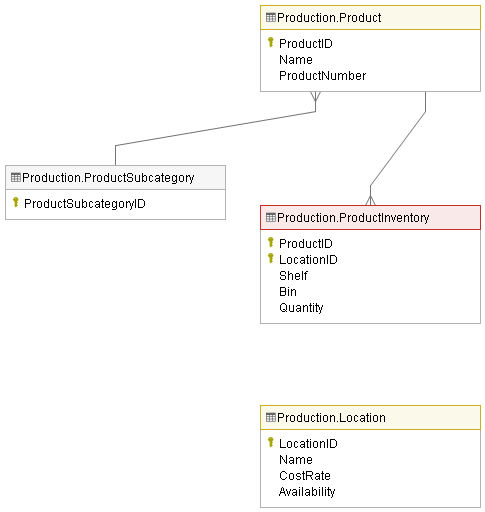 Production.Product
ProductID
Name
ProductNumber
Production.ProductSubcategory
ProductSubcategoryID
Production.ProductInventory
ProductID
LocationID
Shelf
Bin
Quantity
Production.Location
LocationID
Name
CostRate
Availability